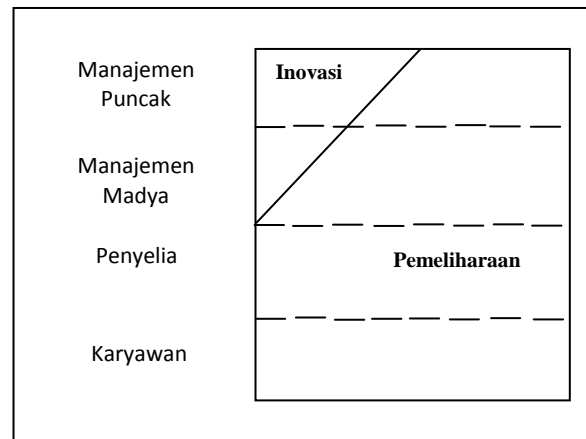 Manajemen
Puncak
Inovasi
Manajemen
Madya
Penyelia
Pemeliharaan
Karyawan